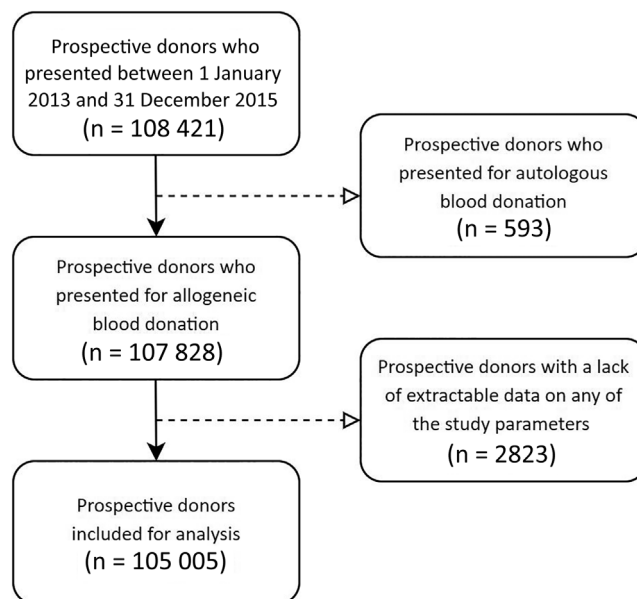 Prospective donors who
presented between 1 January
2013 and 31 December 2015
(n = 108 421)
Prospective donors who
presented for autologous
blood donation
(n = 593)
Prospective donors who
presented for allogeneic
blood donation
(n = 107 828)
Prospective donors with a lack
of extractable data on any of
the study parameters
(n = 2823)
Prospective donors
included for analysis
(n = 105 005)